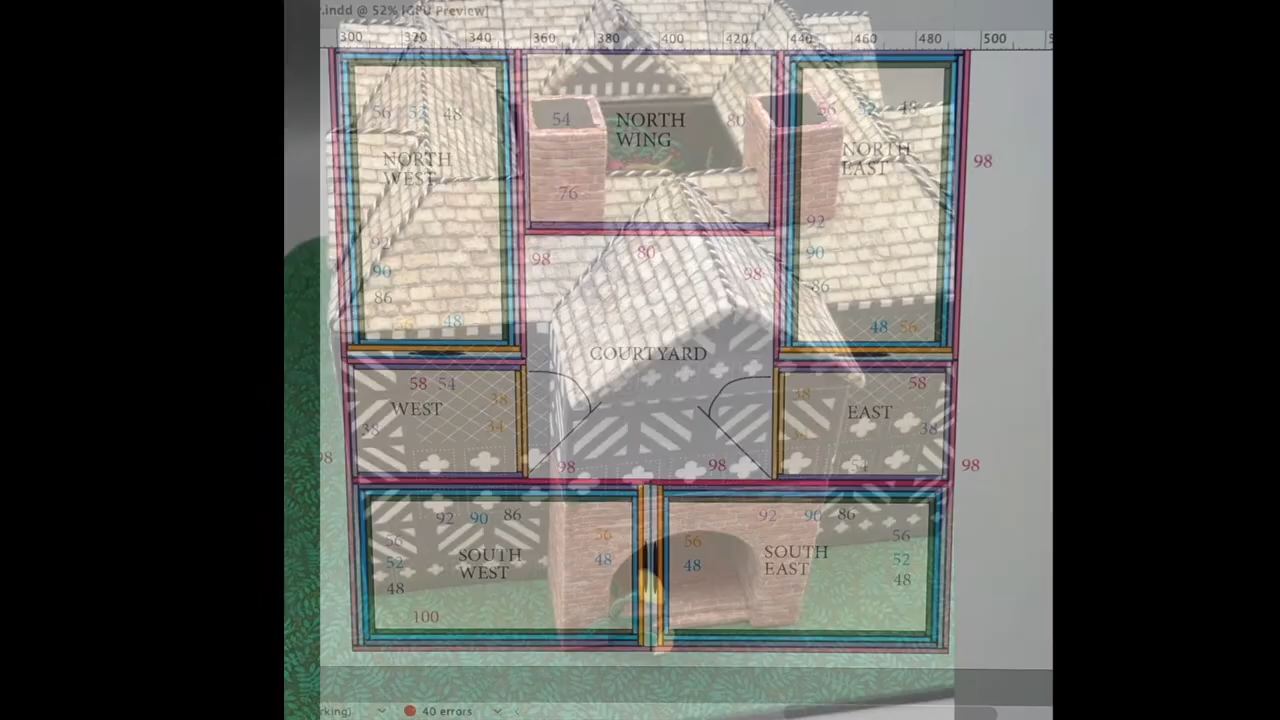 r.indd @ 52% [GPU Preview]
300 320 340 360 380 400 420 440 460 480 500
56 52 48
NORTH
WEST
92
90
86
56 48
54
NORTH
WING
80
76
56 52 48
NORTH
EAST
98
92
90
86
48 56
98 80 98
COURTYARD
58 54
38
WEST
34
38
38
58
EAST
34
38
54
98
98 98
98
92 90 86
56
52
48
56
48
SOUTH
WEST
100
92 90 86
56
48
SOUTH
EAST
56
52
48
rking)
40 errors